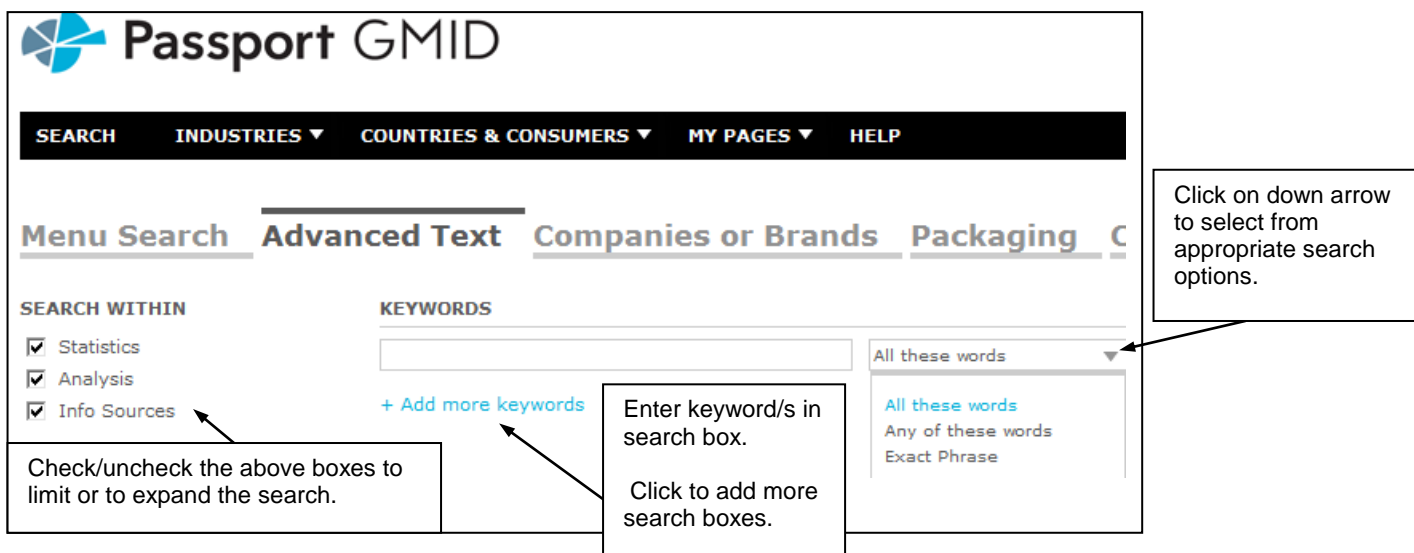 Passport GMID
SEARCH INDUSTRIES ▼ COUNTRIES & CONSUMERS ▼ MY PAGES ▼ HELP
Menu Search Advanced Text Companies or Brands Packaging C
SEARCH WITHIN
Statistics
Analysis
Info Sources
Check/uncheck the above boxes to
limit or to expand the search.
KEYWORDS
+ Add more keywords
Enter keyword/s in
search box.
Click to add more
search boxes.
All these words ▼
All these words
Any of these words
Exact Phrase
Click on down arrow
to select from
appropriate search
options.